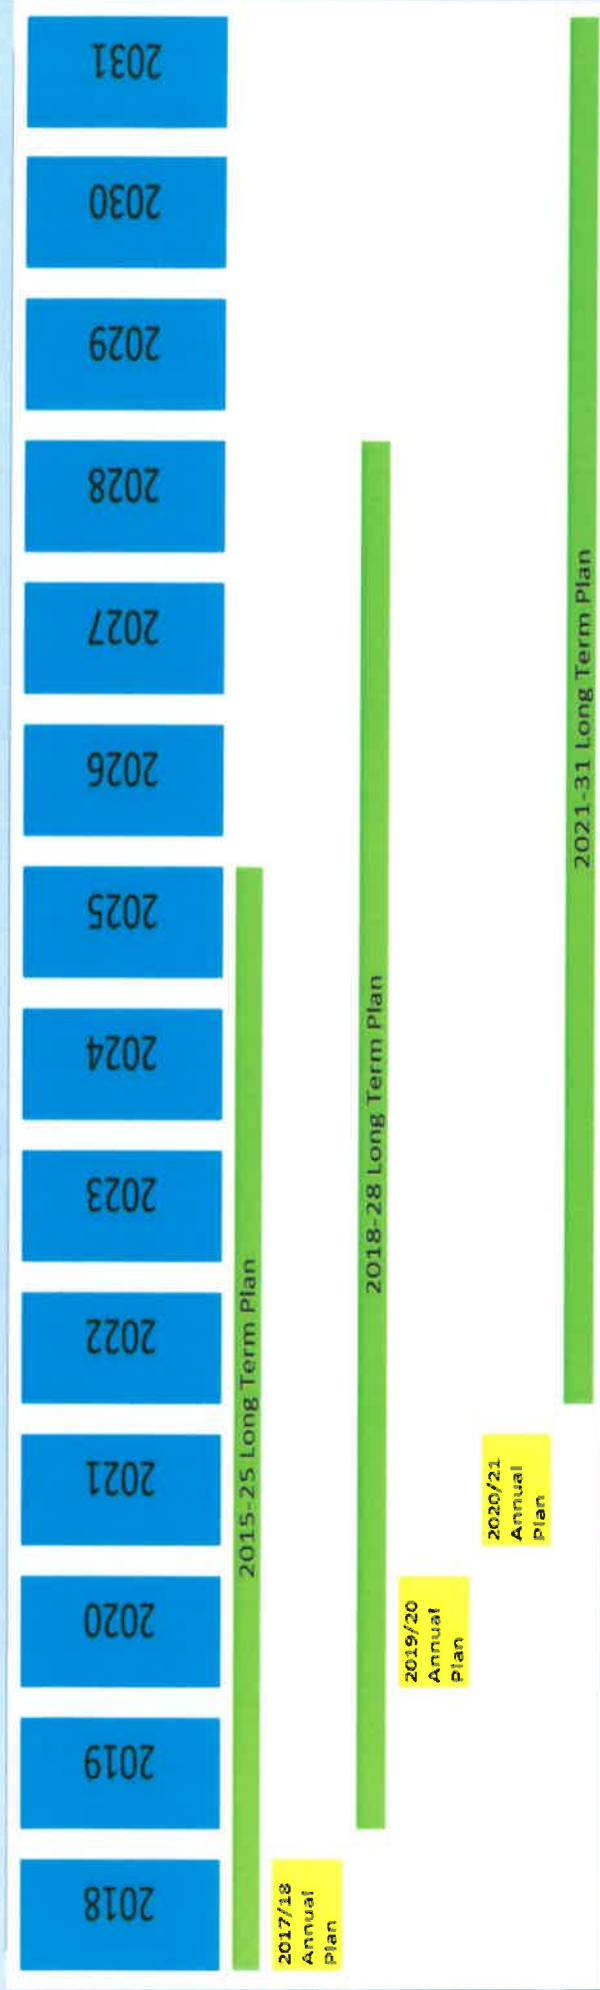 2018
2019
2020
2021
2022
2023
2024
2025
2026
2027
2028
2029
2030
2031
2015-25 Long Term Plan
2017/18
Annual
Plan
2018-28 Long Term Plan
2019/20
Annual
Plan
2020/21
Annual
Plan
2021-31 Long Term Plan